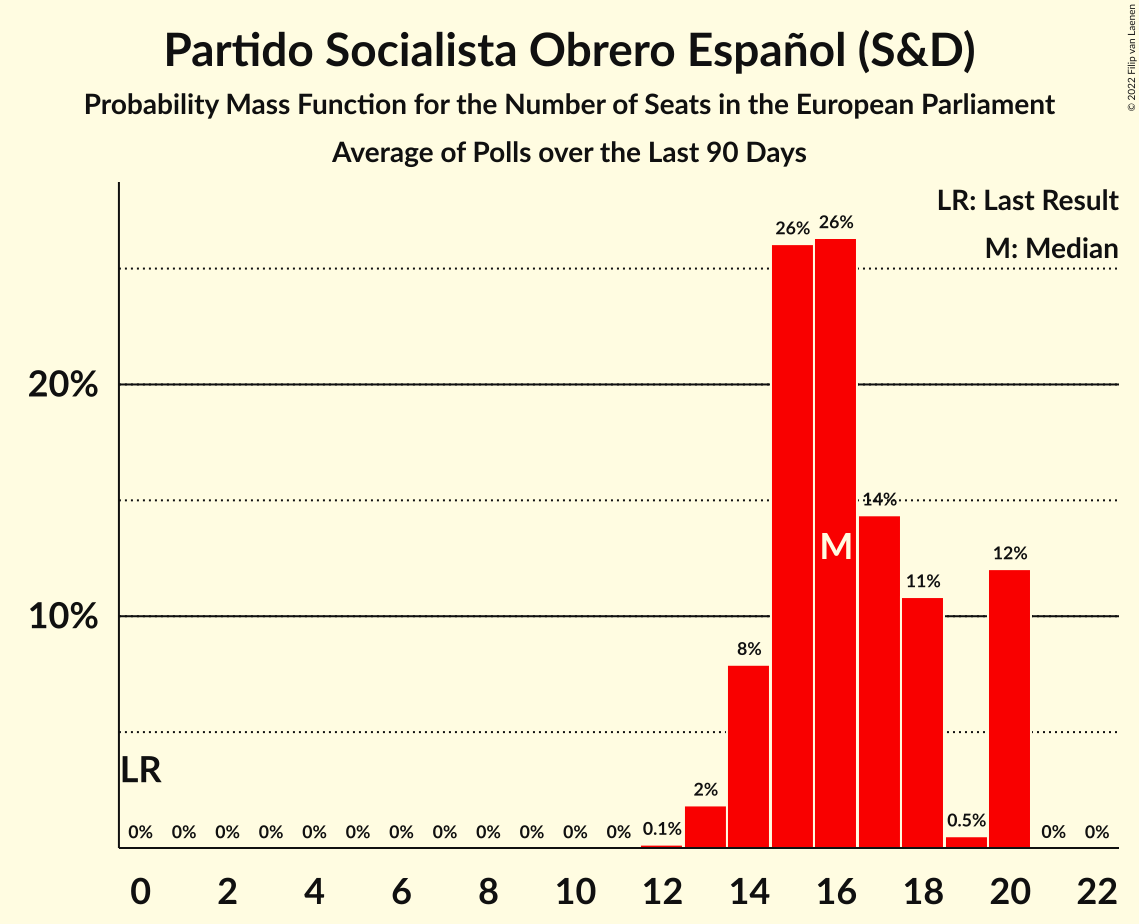 Partido Socialista Obrero Español (S&D)
Probability Mass Function for the Number of Seats in the European Parliament
Average of Polls over the Last 90 Days
© 2022 Filip van Laenen
LR: Last Result
M: Median
26% 26%
20%
14%
M
12%
11%
10%
8%
LR
2%
0% 0% 0% 0% 0% 0% 0% 0% 0% 0% 0% 0% 0.1% 0.5% 0% 0%
0 2 4 6 8 10 12 14 16 18 20 22